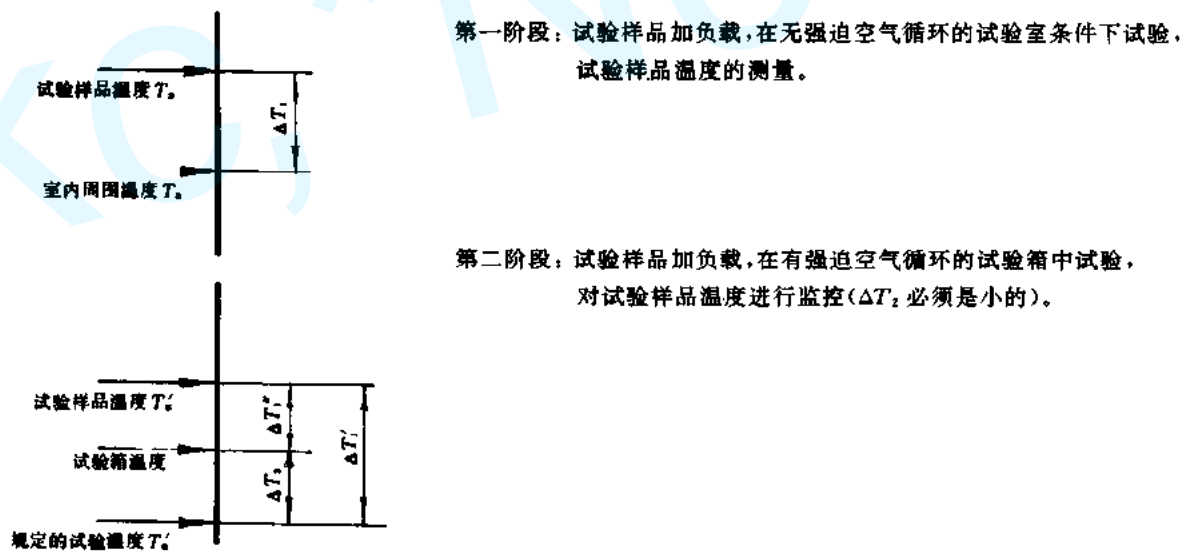 第一阶段：试验样品加负载，在无强迫空气循环的试验室条件下试验，
试验样品温度的测量。
试验样品温度 Tₛ
ΔT₁
室内周围温度 Tₐ
第二阶段：试验样品加负载，在有强迫空气循环的试验箱中试验，
对试验样品温度进行监控（ΔT₂ 必须是小的）。
试验样品温度 Tₛ′
ΔT₁″
ΔT₁′
试验箱温度
ΔT₂
规定的试验温度 Tₐ′